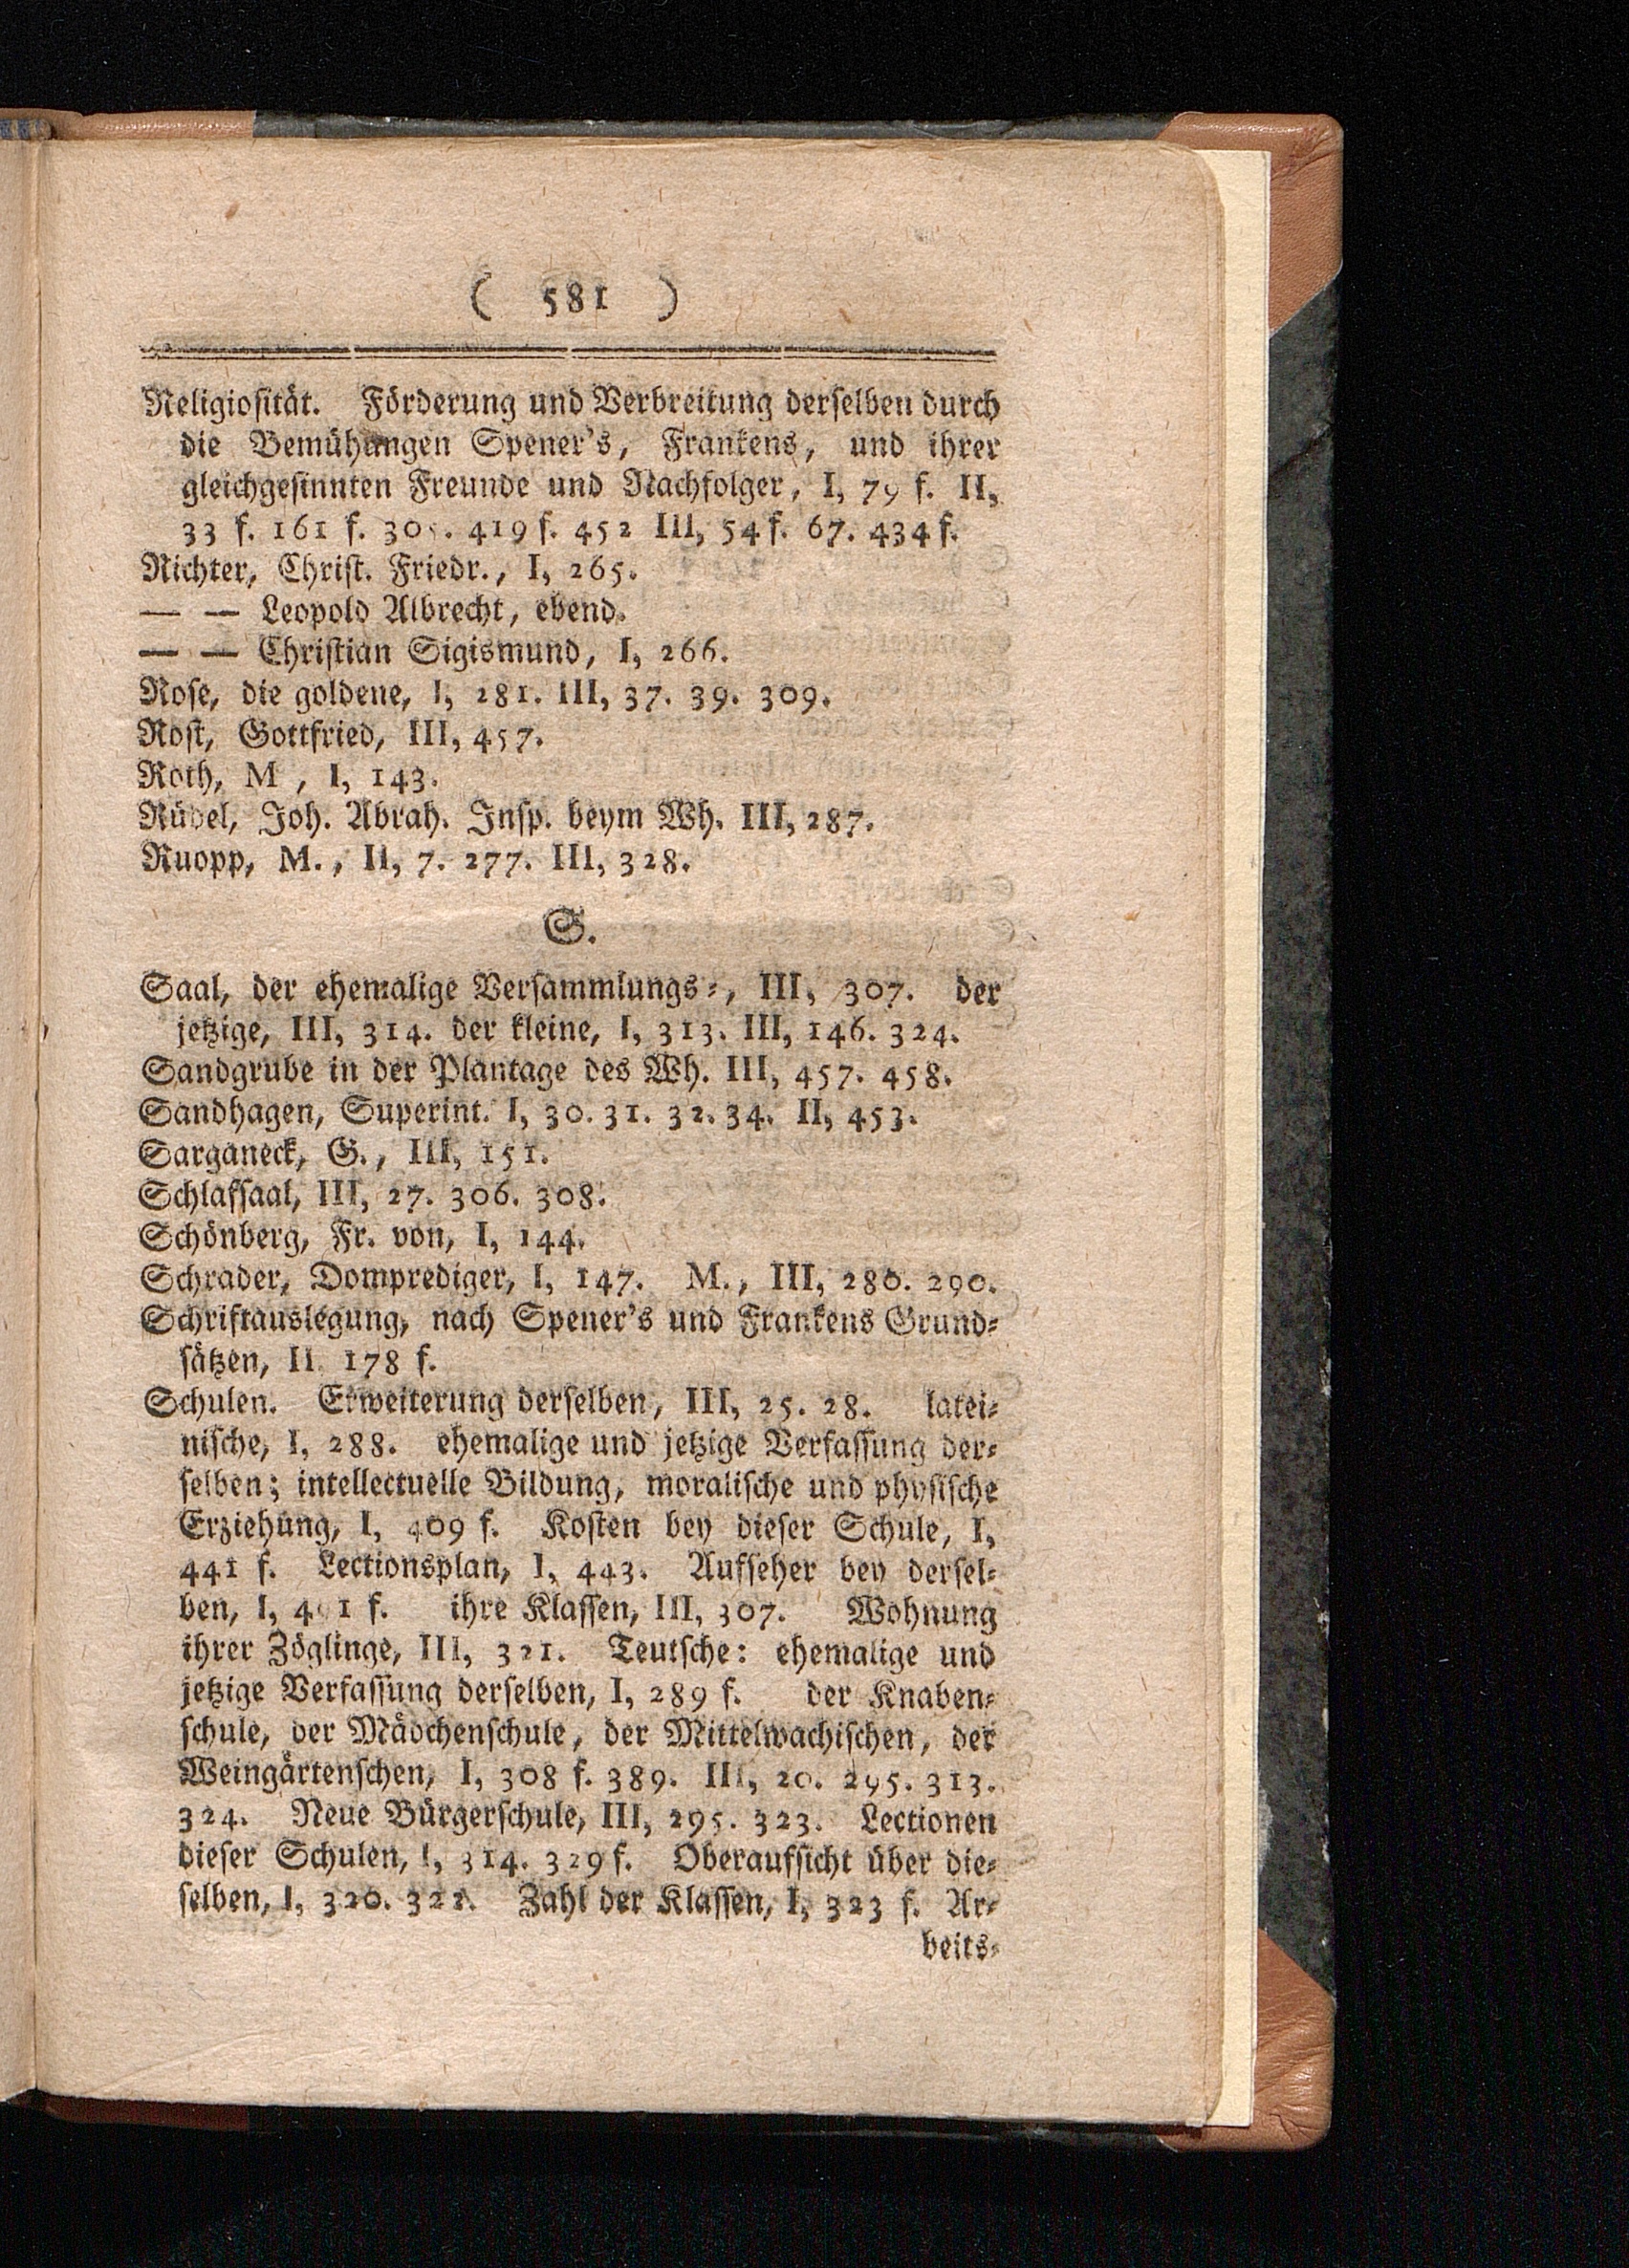 ( 581 )
Religiosität. Förderung und Verbreitung derselben durch
die Bemühungen Spener's, Frankens, und ihrer
gleichgesinnten Freunde und Nachfolger, I, 79 f. II,
33 f. 161 f. 305. 419 f. 452 III, 54 f. 67. 434 f.
Richter, Christ. Friedr., I, 265.
— — Leopold Albrecht, ebend.
— — Christian Sigismund, I, 266.
Rose, die goldene, I, 281. III, 37. 39. 309.
Rost, Gottfried, III, 457.
Roth, M , I, 143.
Rüdel, Joh. Abrah. Insp. beym Wh. III, 287.
Ruopp, M., II, 7. 277. III, 328.
S.
Saal, der ehemalige Versammlungs-, III, 307. der
jetzige, III, 314. der kleine, I, 313. III, 146. 324.
Sandgrube in der Plantage des Wh. III, 457. 458.
Sandhagen, Superint. I, 30. 31. 32. 34. II, 453.
Sarganeck, G., III, 151.
Schlafsaal, III, 27. 306. 308.
Schönberg, Fr. von, I, 144.
Schrader, Domprediger, I, 147. M., III, 280. 290.
Schriftauslegung, nach Spener's und Frankens Grund-
sätzen, II. 178 f.
Schulen. Erweiterung derselben, III, 25. 28. latei-
nische, I, 288. ehemalige und jetzige Verfassung der-
selben; intellectuelle Bildung, moralische und physische
Erziehung, I, 409 f. Kosten bey dieser Schule, I,
441 f. Lectionsplan, I, 443. Aufseher bey dersel-
ben, I, f. ihre Klassen, III, 307. Wohnung
ihrer Zöglinge, III, 321. Teutsche: ehemalige und
jetzige Verfassung derselben, I, 289 f. der Knaben-
schule, der Mädchenschule, der Mittelwachischen, der
Weingärtenschen, I, 308 f. 389. III, 20. 295. 313.
324. Neue Bürgerschule, III, 295. 323. Lectionen
dieser Schulen, I, 314. 329 f. Oberaufsicht über die-
selben, I, 320. 321. Zahl der Klassen, I, 323 f. Ar-
beits-